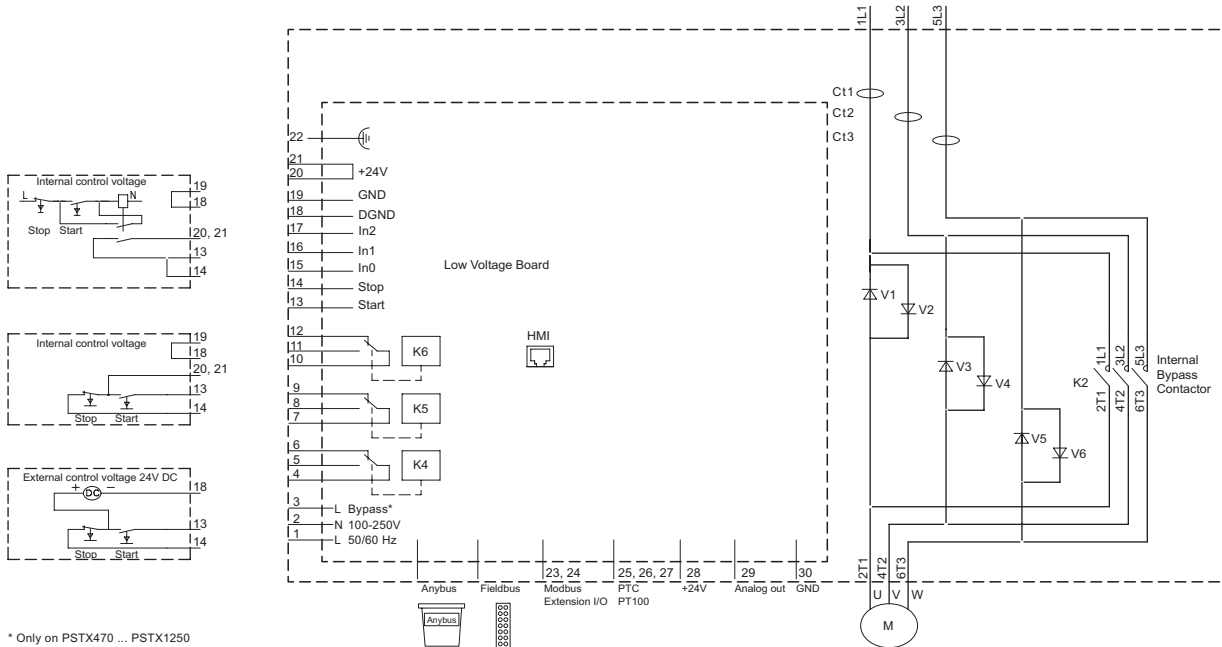 1L1
3L2
5L3
Ct1
Ct2
Ct3
22
21
20
+24V
19
GND
18
DGND
17
In2
16
In1
15
In0
14
Stop
13
Start
Low Voltage Board
HMI
12
11
10
K6
9
8
7
K5
6
5
4
K4
3
L Bypass*
2
N 100-250V
1
L 50/60 Hz
Internal control voltage
L
N
Stop
Start
19
18
20, 21
13
14
Internal control voltage
Stop
Start
19
18
20, 21
13
14
External control voltage 24V DC
+
DC
-
Stop
Start
18
13
14
V1
V2
V3
V4
V5
V6
K2
1L1
3L2
5L3
2T1
4T2
6T3
Internal
Bypass
Contactor
Anybus
Fieldbus
23, 24
Modbus
Extension I/O
25, 26, 27
PTC
PT100
28
+24V
29
Analog out
30
GND
Anybus
2T1
4T2
6T3
U
V
W
M
* Only on PSTX470 ... PSTX1250